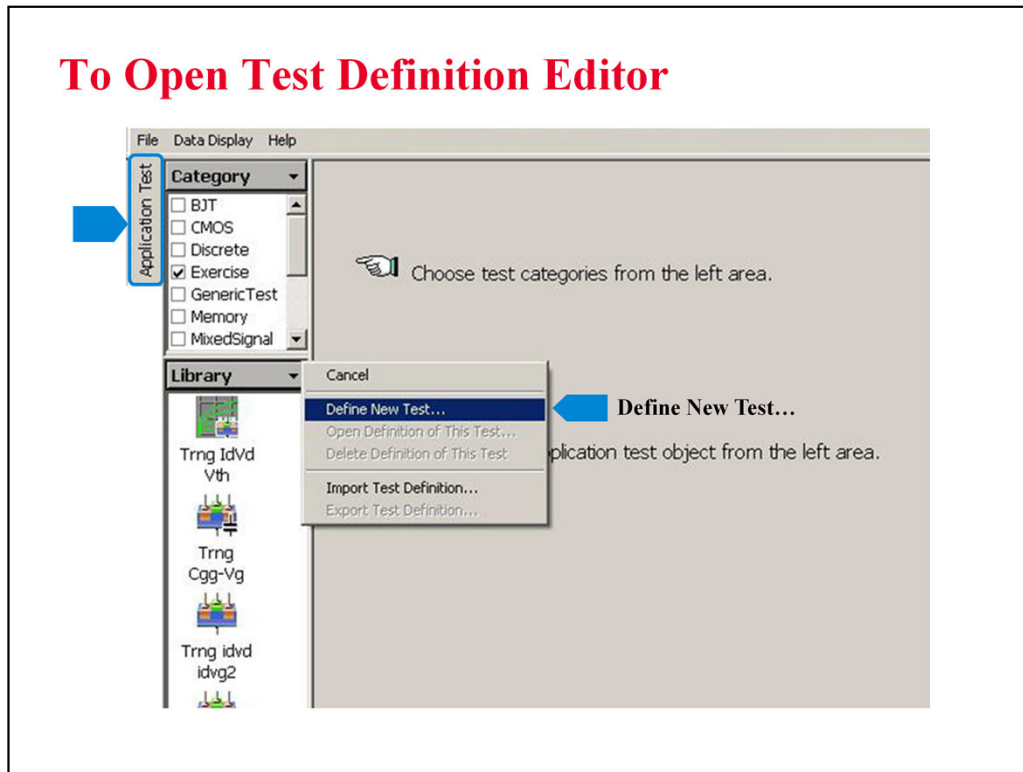 To Open Test Definition Editor
File Data Display Help
Application Test
Category
BJT
CMOS
Discrete
Exercise
GenericTest
Memory
MixedSignal
Choose test categories from the left area.
Library
Cancel
Define New Test...
Define New Test...
Open Definition of This Test...
Delete Definition of This Test
plication test object from the left area.
Import Test Definition...
Export Test Definition...
Trng IdVd
Vth
Trng
Cgg-Vg
Trng idvd
idvg2